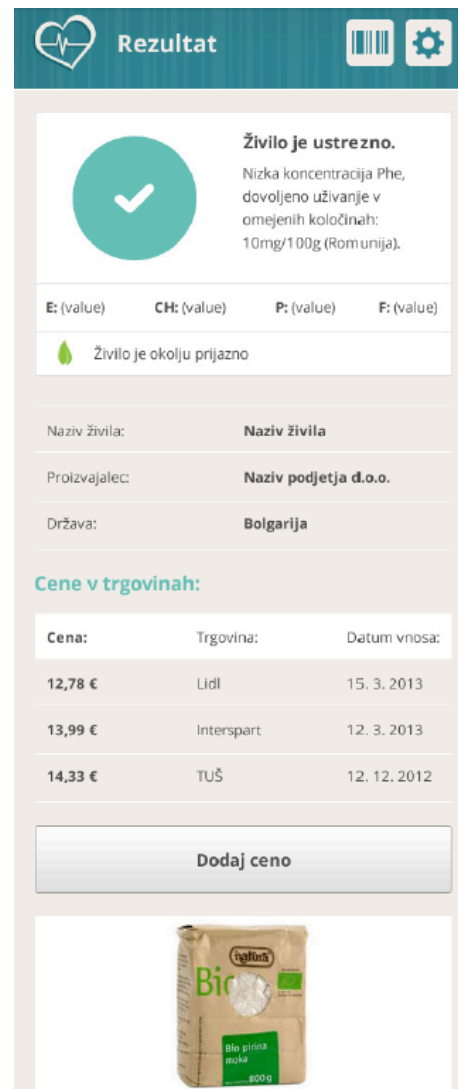 Rezultat
Živilo je ustrezno.
Nizka koncentracija Phe,
dovoljeno uživanje v
omejenih koločinah:
10mg/100g (Romunija).
E: (value) CH: (value) P: (value) F: (value)
Živilo je okolju prijazno
Naziv živila: Naziv živila
Proizvajalec: Naziv podjetja d.o.o.
Država: Bolgarija
Cene v trgovinah:
Cena: Trgovina: Datum vnosa:
12,78 € Lidl 15. 3. 2013
13,99 € Interspart 12. 3. 2013
14,33 € TUŠ 12. 12. 2012
Dodaj ceno
natura
Bio
Bio pirina
moka
800g